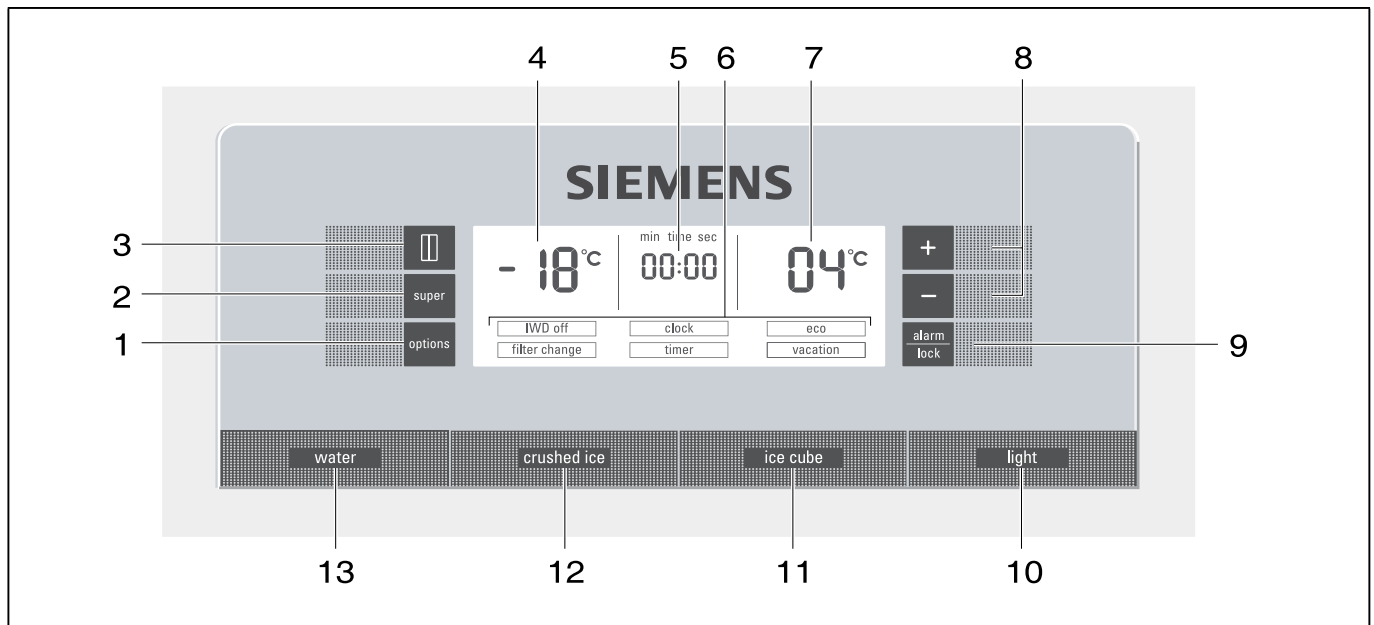 4 5 6 7 8
SIEMENS
3
min time sec
-18°C 00:00 04°C
+
2 super
−
1 options
IWD off clock eco
filter change timer vacation
alarm
lock
9
water crushed ice ice cube light
13 12 11 10